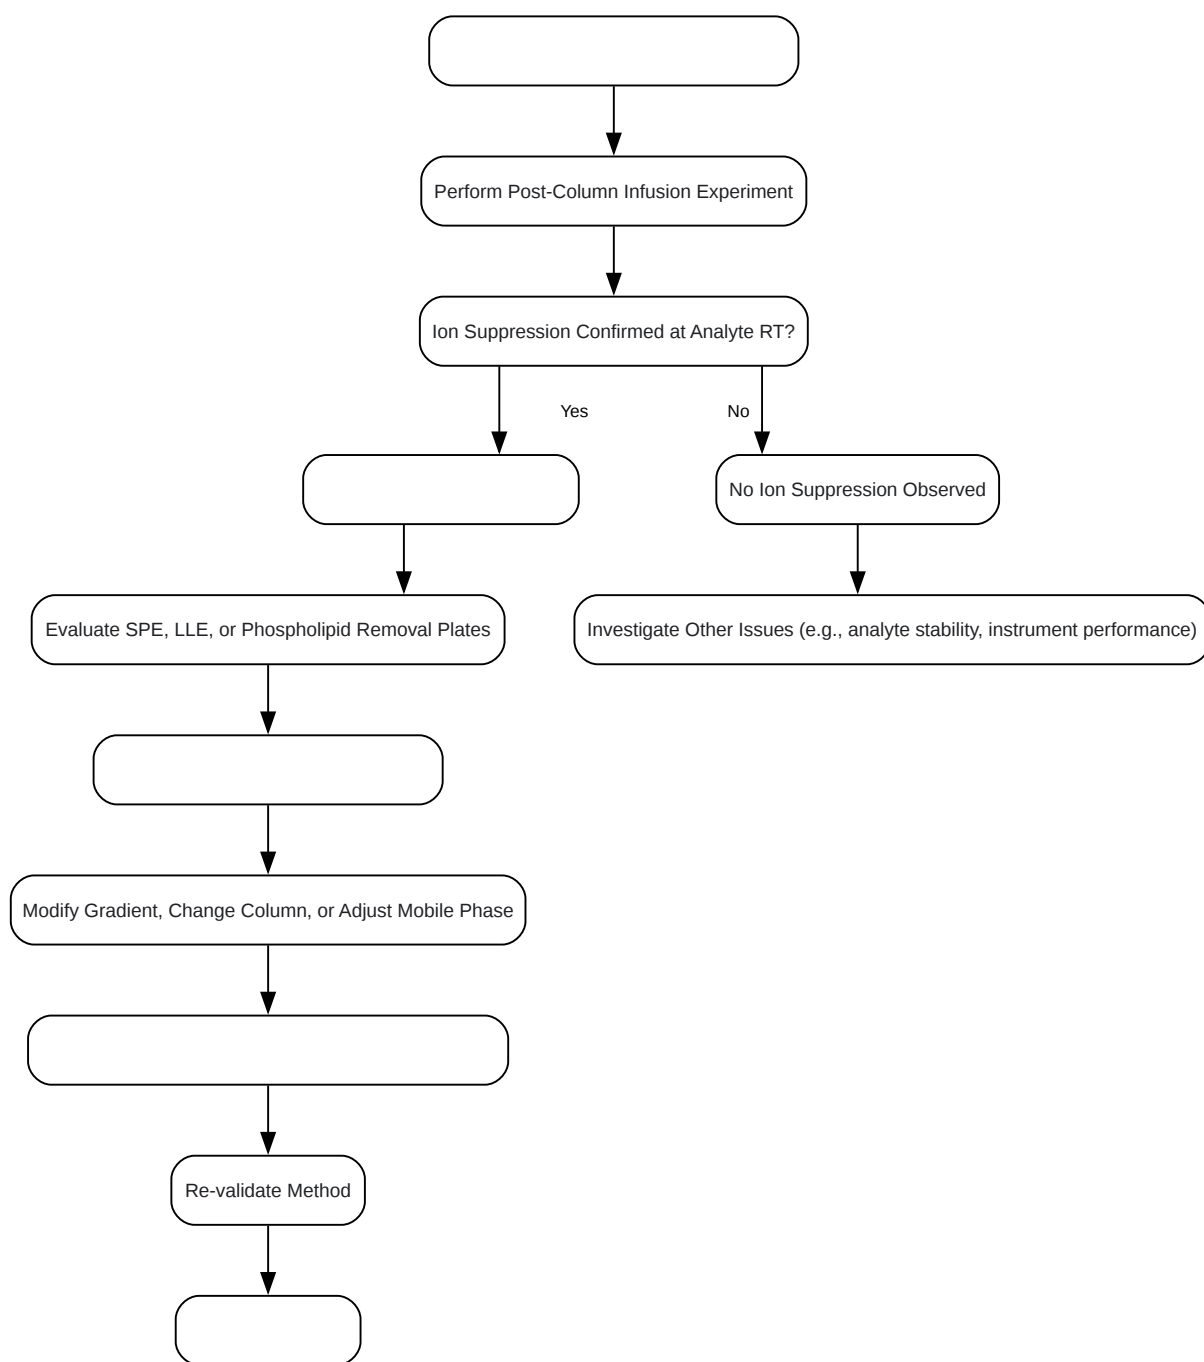 Perform Post-Column Infusion Experiment
Ion Suppression Confirmed at Analyte RT?
Yes
No
No Ion Suppression Observed
Evaluate SPE, LLE, or Phospholipid Removal Plates
Investigate Other Issues (e.g., analyte stability, instrument performance)
Modify Gradient, Change Column, or Adjust Mobile Phase
Re-validate Method